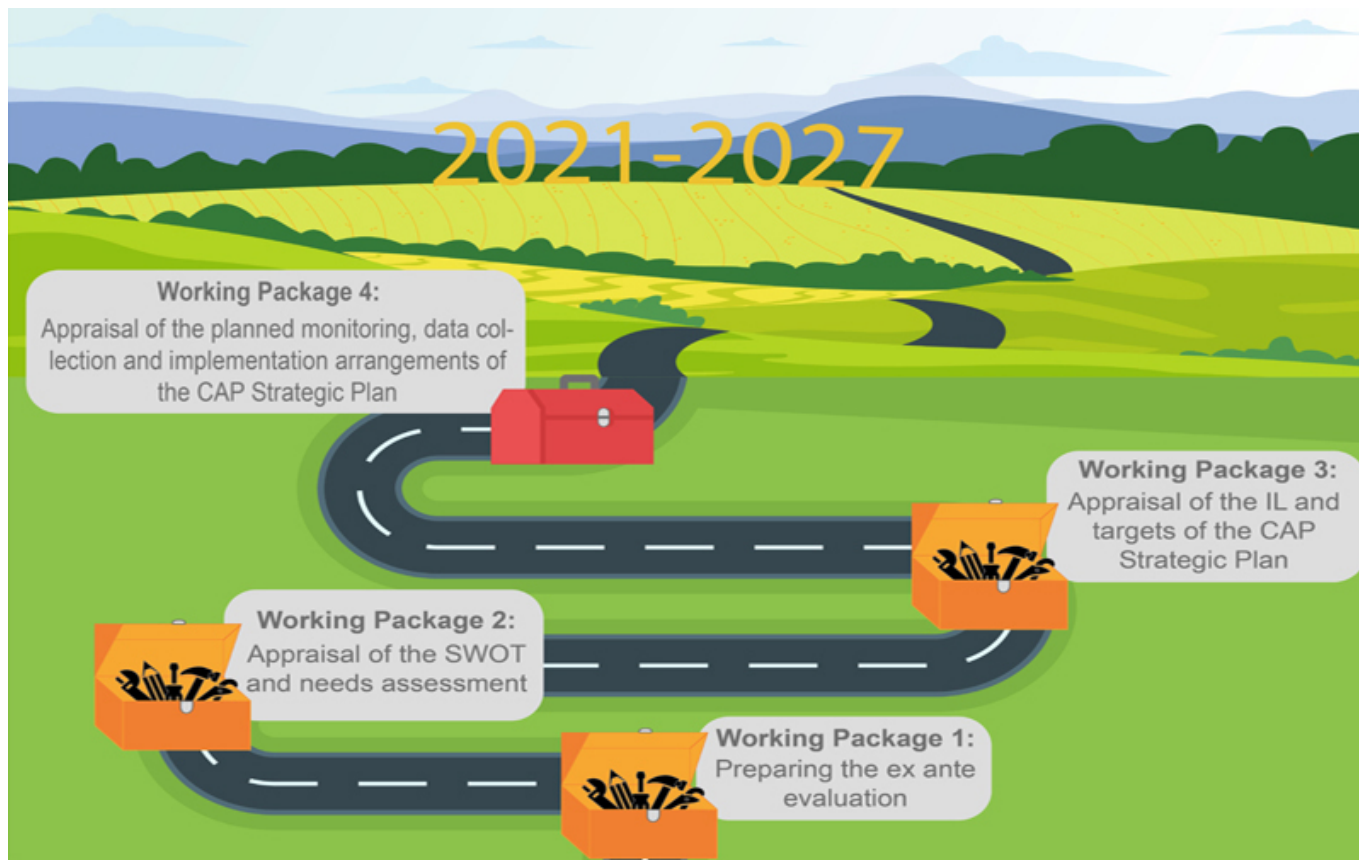 2021-2027
Working Package 4:
Appraisal of the planned monitoring, data col-
lection and implementation arrangements of
the CAP Strategic Plan
Working Package 3:
Appraisal of the IL and
targets of the CAP
Strategic Plan
Working Package 2:
Appraisal of the SWOT
and needs assessment
Working Package 1:
Preparing the ex ante
evaluation